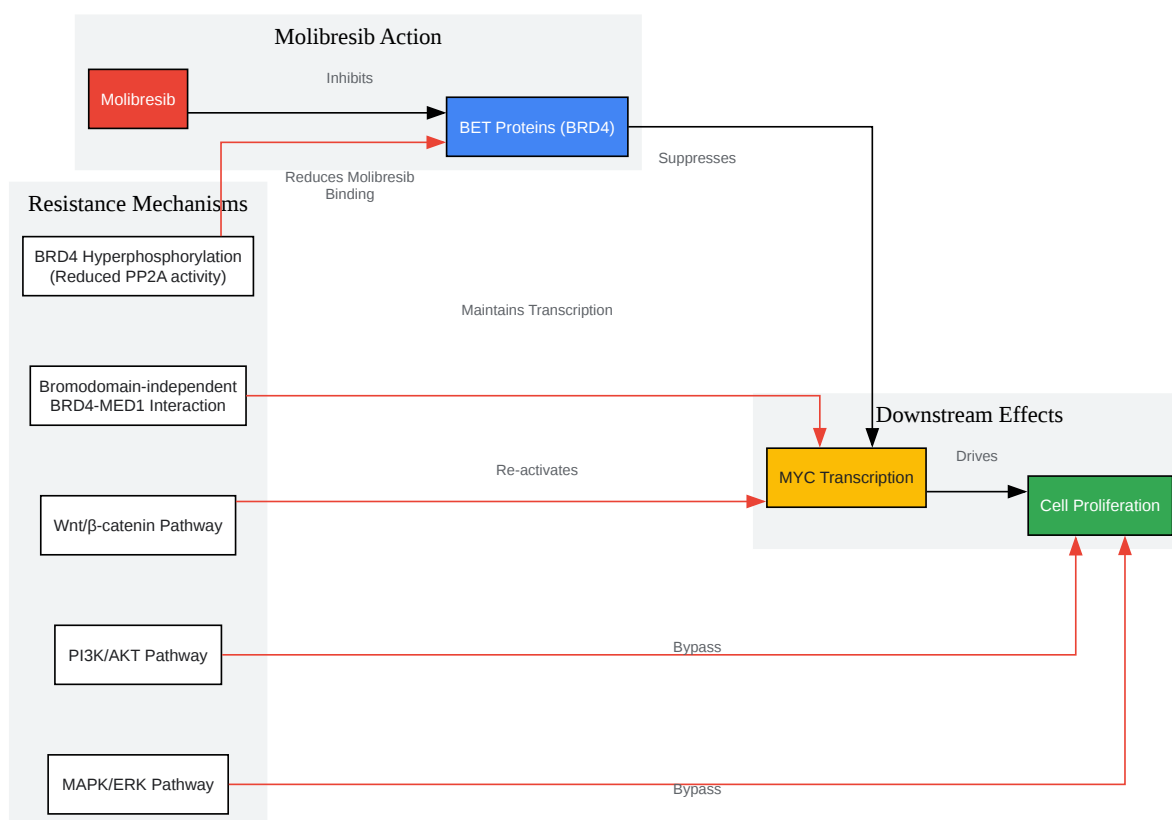 Molibresib Action
Inhibits
Molibresib
BET Proteins (BRD4)
Suppresses
Reduces Molibresib
Binding
Resistance Mechanisms
BRD4 Hyperphosphorylation
(Reduced PP2A activity)
Maintains Transcription
Bromodomain-independent
BRD4-MED1 Interaction
Downstream Effects
Re-activates
MYC Transcription
Drives
Cell Proliferation
Wnt/β-catenin Pathway
PI3K/AKT Pathway
Bypass
MAPK/ERK Pathway
Bypass